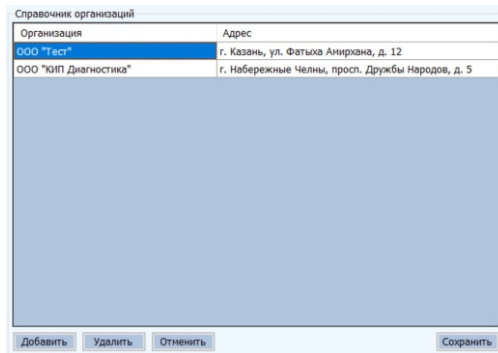 Справочник организаций
Организация Адрес
ООО "Тест" г. Казань, ул. Фатыха Амирхана, д. 12
ООО "КИП Диагностика" г. Набережные Челны, просп. Дружбы Народов, д. 5
Добавить Удалить Отменить Сохранить